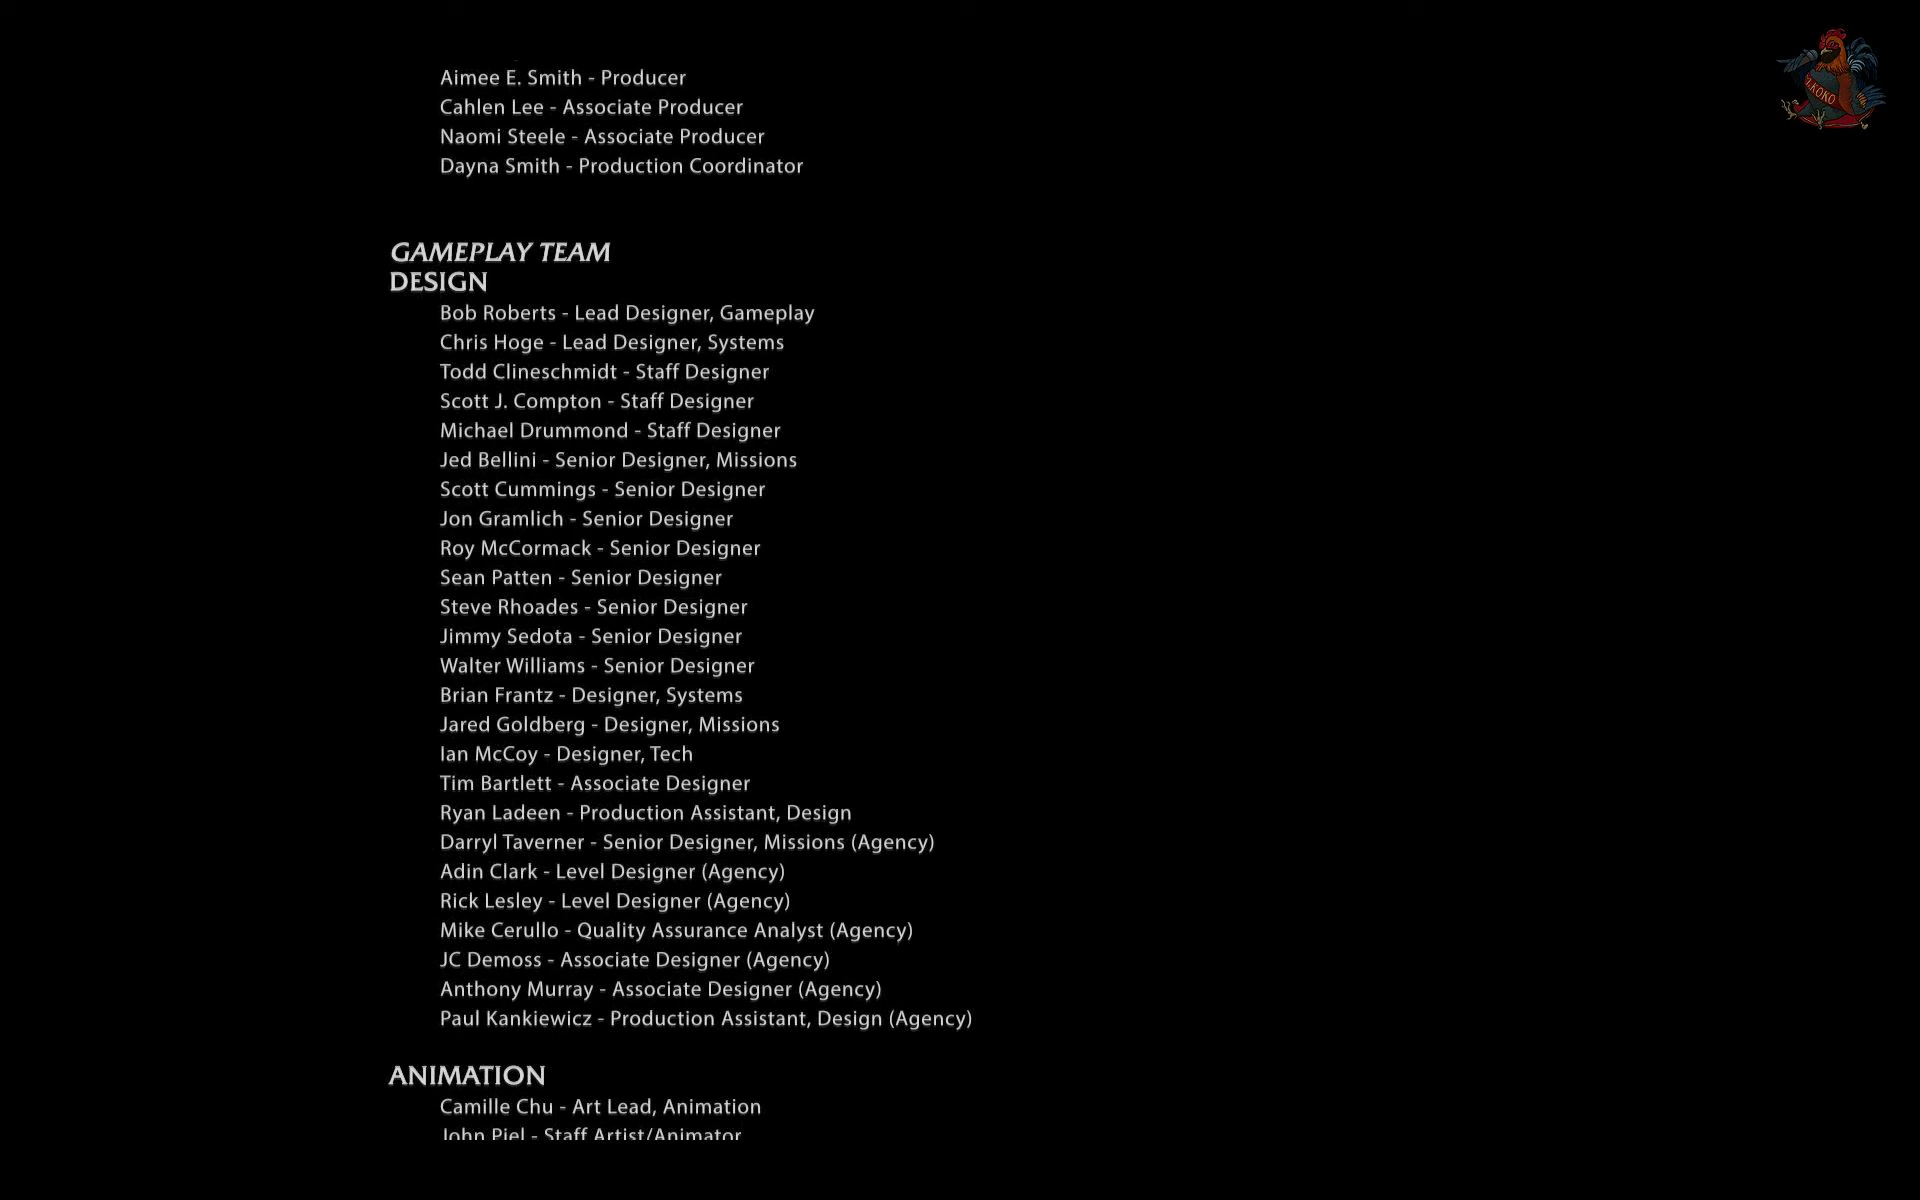 Aimee E. Smith - Producer
Cahlen Lee - Associate Producer
Naomi Steele - Associate Producer
Dayna Smith - Production Coordinator
GAMEPLAY TEAM
DESIGN
Bob Roberts - Lead Designer, Gameplay
Chris Hoge - Lead Designer, Systems
Todd Clineschmidt - Staff Designer
Scott J. Compton - Staff Designer
Michael Drummond - Staff Designer
Jed Bellini - Senior Designer, Missions
Scott Cummings - Senior Designer
Jon Gramlich - Senior Designer
Roy McCormack - Senior Designer
Sean Patten - Senior Designer
Steve Rhoades - Senior Designer
Jimmy Sedota - Senior Designer
Walter Williams - Senior Designer
Brian Frantz - Designer, Systems
Jared Goldberg - Designer, Missions
Ian McCoy - Designer, Tech
Tim Bartlett - Associate Designer
Ryan Ladeen - Production Assistant, Design
Darryl Taverner - Senior Designer, Missions (Agency)
Adin Clark - Level Designer (Agency)
Rick Lesley - Level Designer (Agency)
Mike Cerullo - Quality Assurance Analyst (Agency)
JC Demoss - Associate Designer (Agency)
Anthony Murray - Associate Designer (Agency)
Paul Kankiewicz - Production Assistant, Design (Agency)
ANIMATION
Camille Chu - Art Lead, Animation
John Piel - Staff Artist/Animator